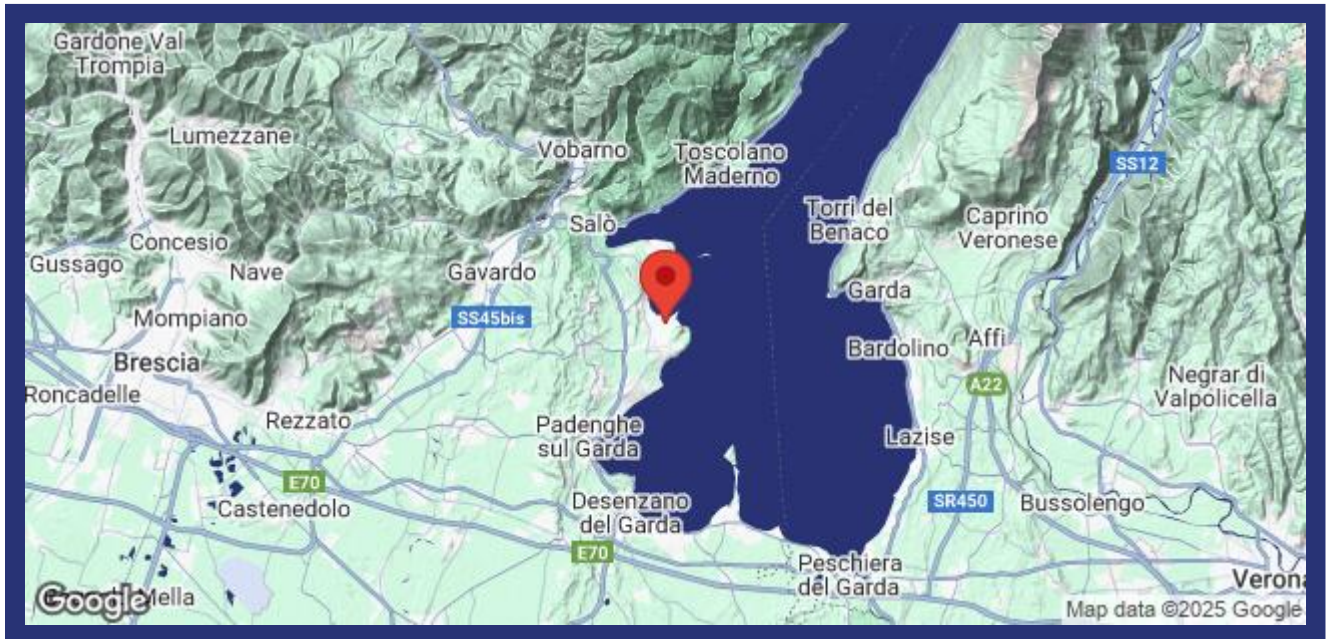 Gardone Val
Trompia
Lumezzane
Vobarno
Toscolano
Maderno
SS12
Torri del
Benaco
Caprino
Veronese
Salò
Concesio
Gussago
Nave
Gavardo
Garda
Mompiano
SS45bis
Affi
Bardolino
Brescia
A22
Negrar di
Valpolicella
Roncadelle
Rezzato
Padenghe
sul Garda
Lazise
E70
Castenedolo
Desenzano
del Garda
SR450
Bussolengo
E70
Peschiera
del Garda
Verona
Google
Mella
Map data ©2025 Google